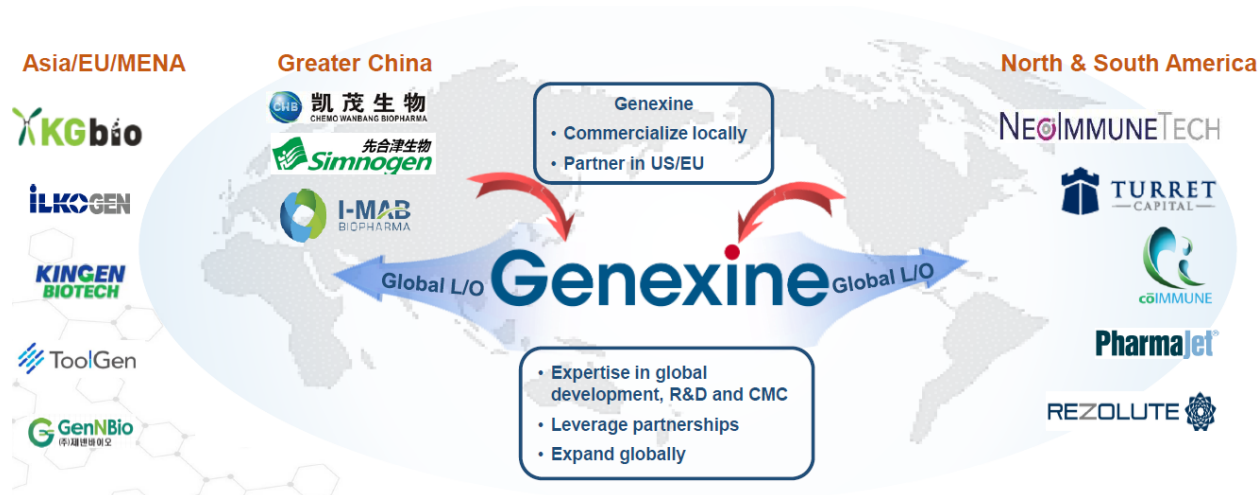 Asia/EU/MENA
KGbio
ILKOGEN
KINGEN
BIOTECH
ToolGen
GenNBio
(주)제넨바이오
Greater China
CHB
凯茂生物
CHEMO WANBANG BIOPHARMA
先合津生物
Simnogen
I-MAB
BIOPHARMA
Genexine
• Commercialize locally
• Partner in US/EU
Global L/O
Genexine
Global L/O
• Expertise in global
development, R&D and CMC
• Leverage partnerships
• Expand globally
North & South America
NEOIMMUNETECH
TURRET
CAPITAL
cōIMMUNE
PharmaJet®
REZOLUTE